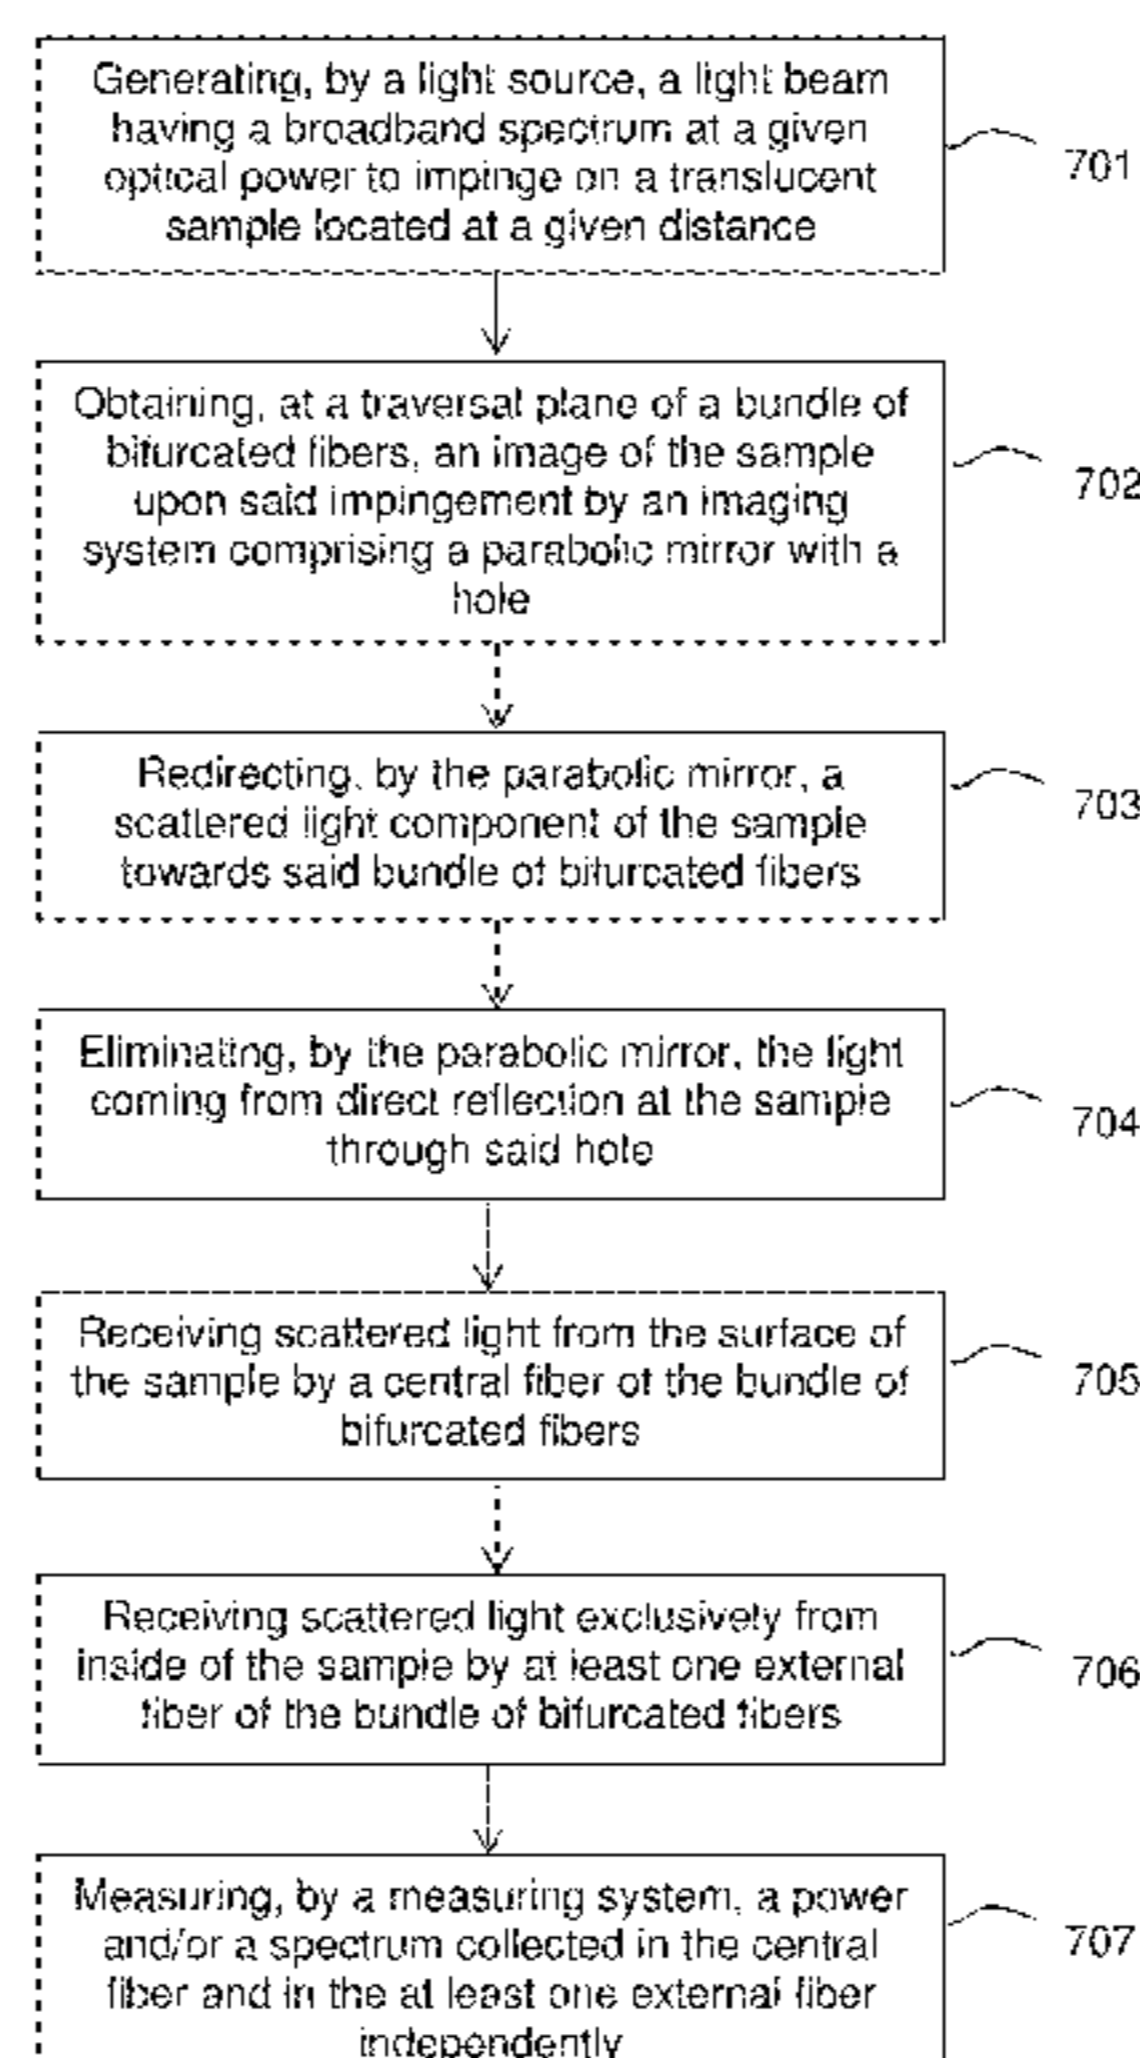 Generating, by a light source, a light beam
having a broadband spectrum at a given
optical power to impinge on a translucent
sample located at a given distance
701
Obtaining, at a traversal plane of a bundle of
bifurcated fibers, an image of the sample
upon said impingement by an imaging
system comprising a parabolic mirror with a
hole
702
Redirecting, by the parabolic mirror, a
scattered light component of the sample
towards said bundle of bifurcated fibers
703
Eliminating, by the parabolic mirror, the light
coming from direct reflection at the sample
through said hole
704
Receiving scattered light from the surface of
the sample by a central fiber of the bundle of
bifurcated fibers
705
Receiving scattered light exclusively from
inside of the sample by at least one external
fiber of the bundle of bifurcated fibers
706
Measuring, by a measuring system, a power
and/or a spectrum collected in the central
fiber and in the at least one external fiber
independently
707